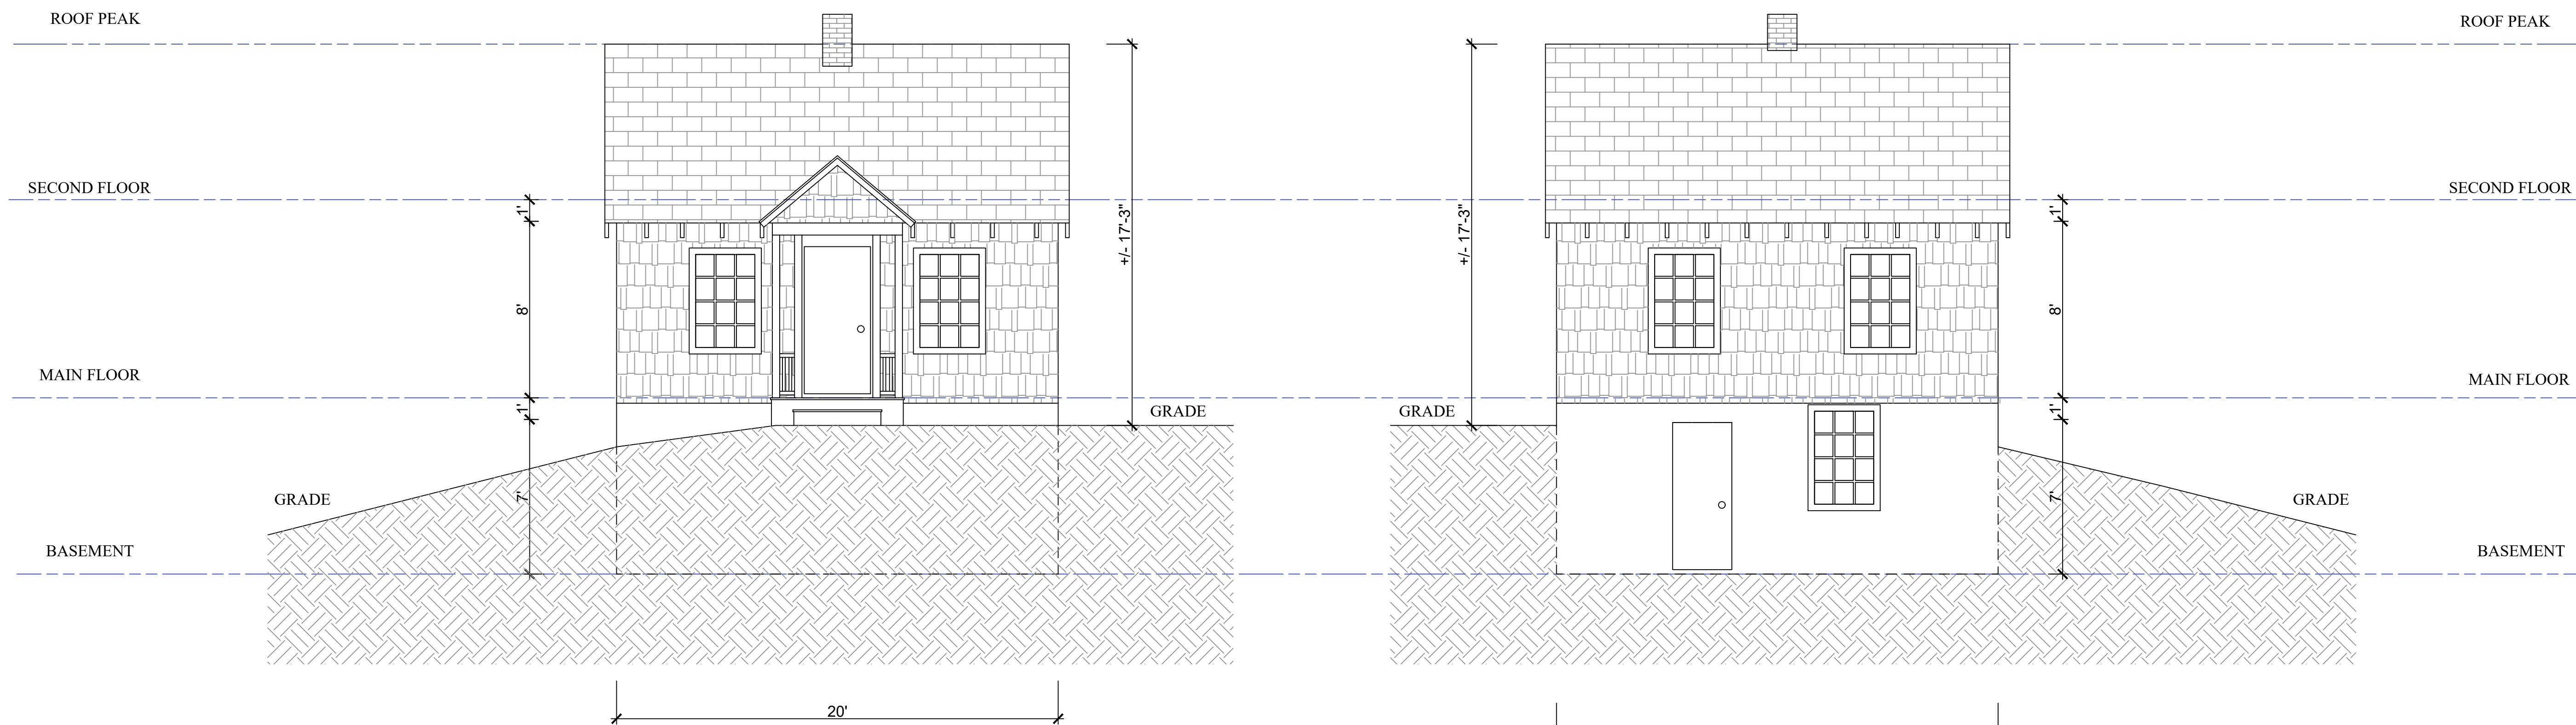 ROOF PEAK
ROOF PEAK
SECOND FLOOR
1'
+/- 17'-3"
+/- 17'-3"
1'
SECOND FLOOR
8'
8'
MAIN FLOOR
MAIN FLOOR
1'
GRADE
GRADE
1'
GRADE
7'
7'
GRADE
BASEMENT
BASEMENT
20'